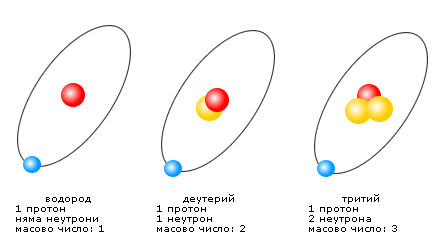 водород
1 протон
няма неутрони
масово число: 1
деутерий
1 протон
1 неутрон
масово число: 2
тритий
1 протон
2 неутрона
масово число: 3